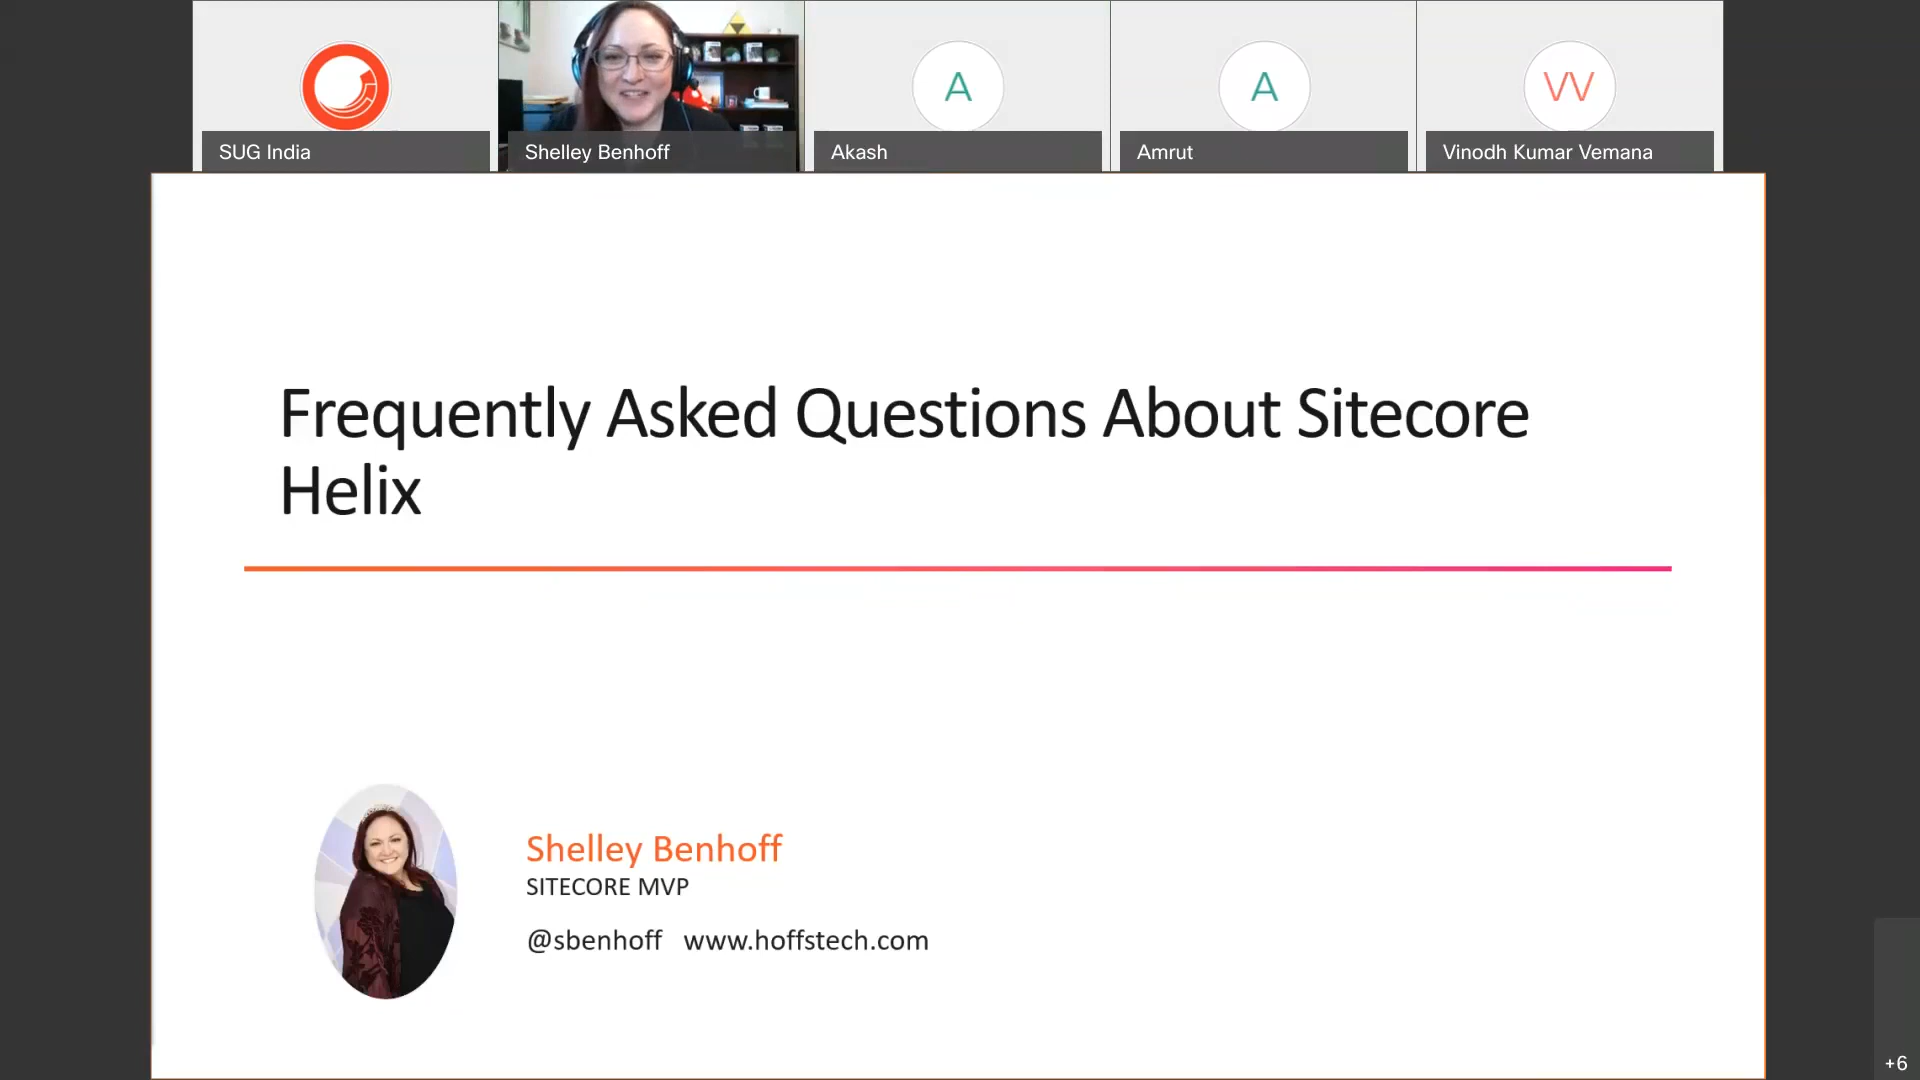 A
A
VV
SUG India
Shelley Benhoff
Akash
Amrut
Vinodh Kumar Vemana
Frequently Asked Questions About Sitecore
Helix
Shelley Benhoff
SITECORE MVP
@sbenhoff www.hoffstech.com
+6